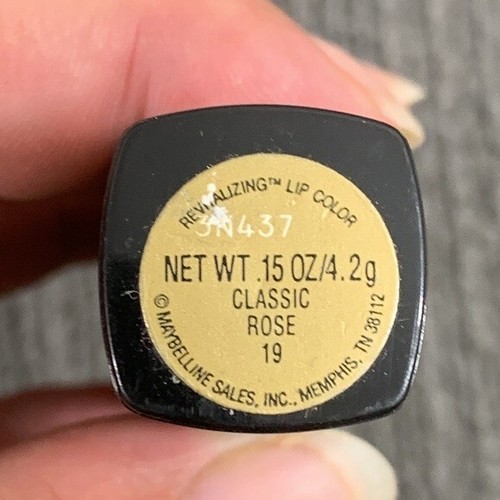 REVITALIZING™ LIP COLOR
3N437
NET WT .15 OZ/4.2g
CLASSIC
ROSE
19
© MAYBELLINE SALES, INC., MEMPHIS, TN 38112